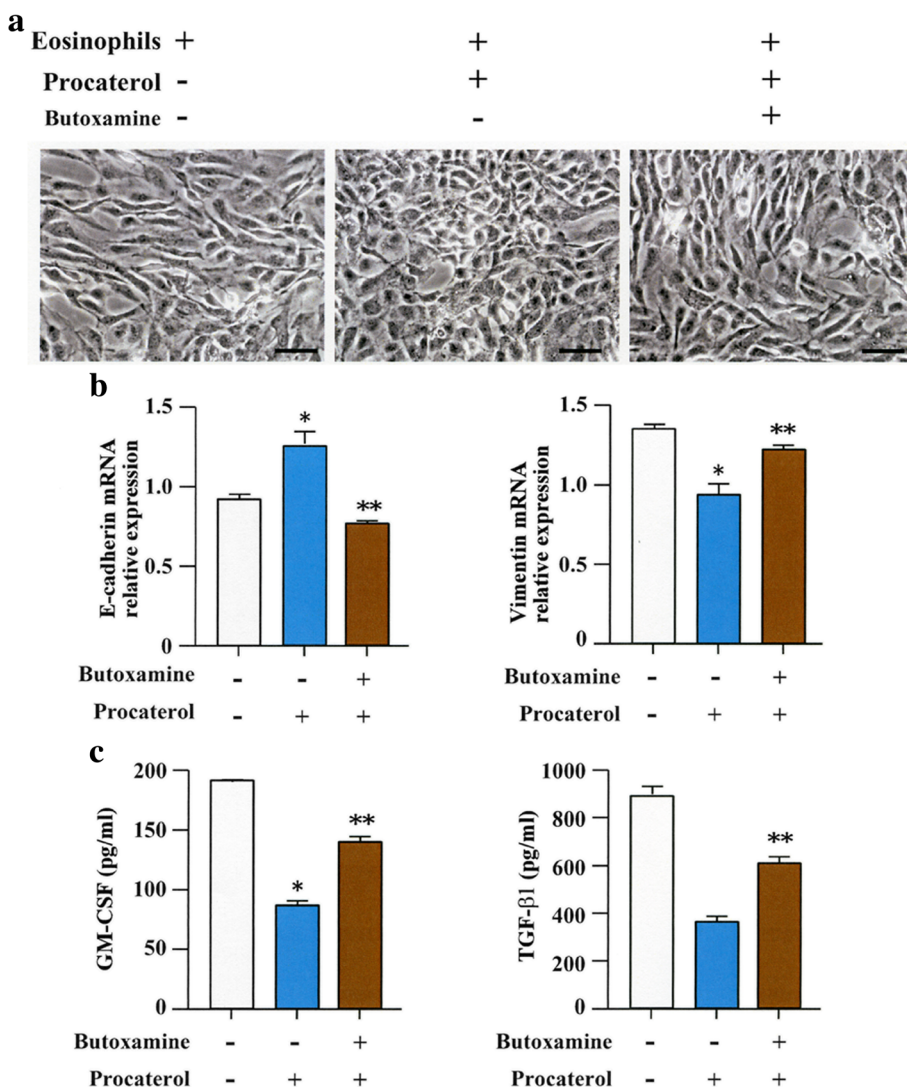 a
Eosinophils + + +
Procaterol - + +
Butoxamine - - +
b
E-cadherin mRNA
relative expression
1.5
1.0
0.5
0
*
**
Butoxamine - - +
Procaterol - + +
Vimentin mRNA
relative expression
1.5
1.0
0.5
0
*
**
Butoxamine - - +
Procaterol - + +
c
GM-CSF (pg/ml)
200
150
100
50
0
*
**
Butoxamine - - +
Procaterol - + +
TGF-β1 (pg/ml)
1000
800
600
400
200
0
**
Butoxamine - - +
Procaterol - + +